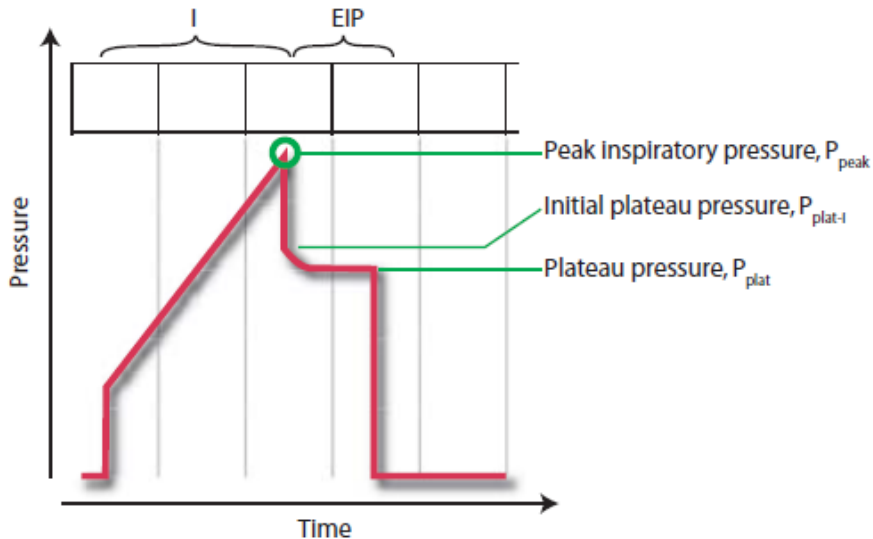 I
EIP
Peak inspiratory pressure, Ppeak
Initial plateau pressure, Pplat-I
Plateau pressure, Pplat
Pressure
Time